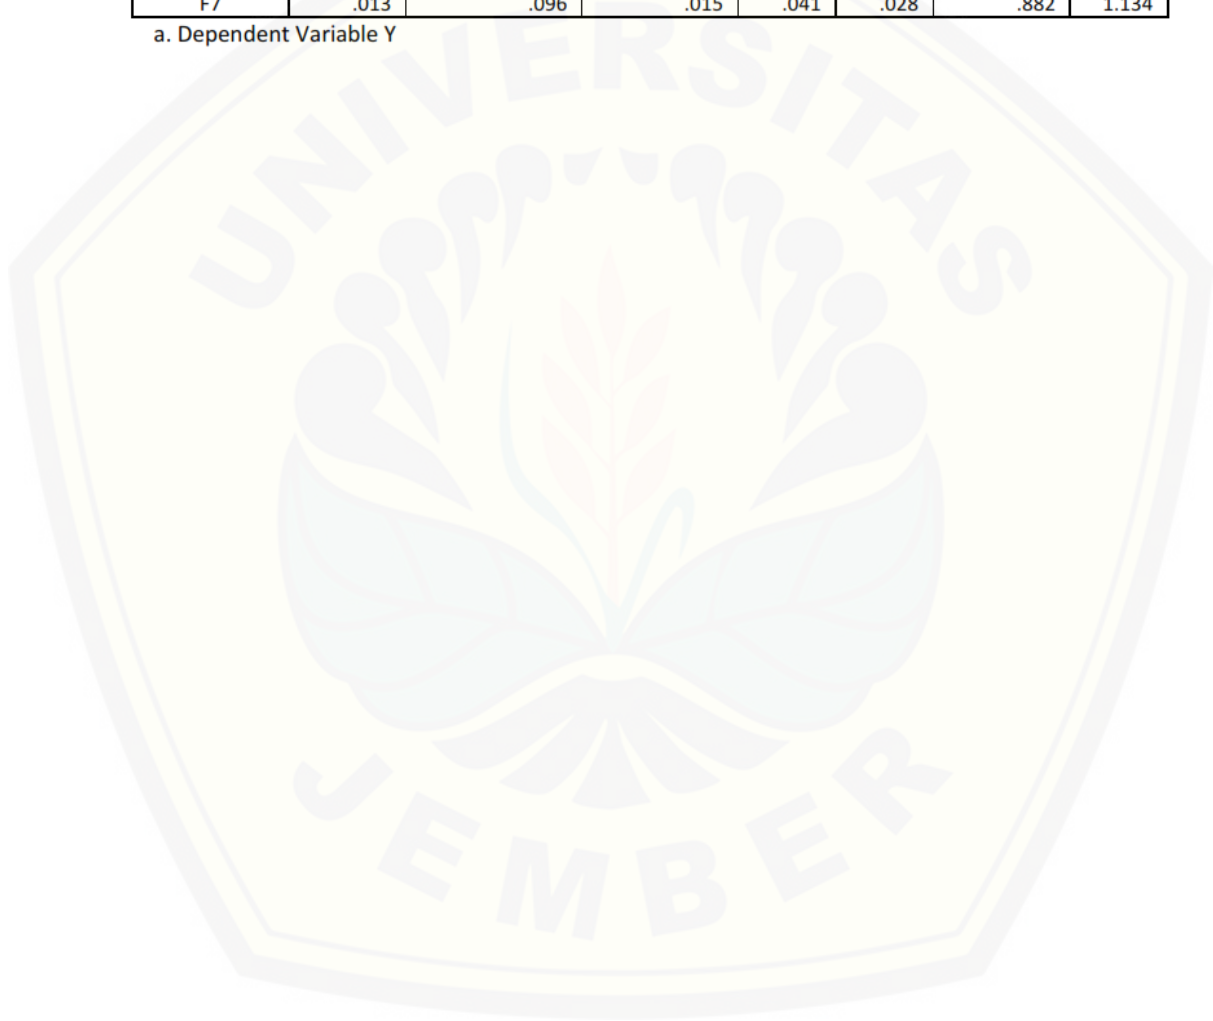 F7 .013 .096 .015 .041 .028 .882 1.134
a. Dependent Variable Y
UNIVERSITAS
JEMBER